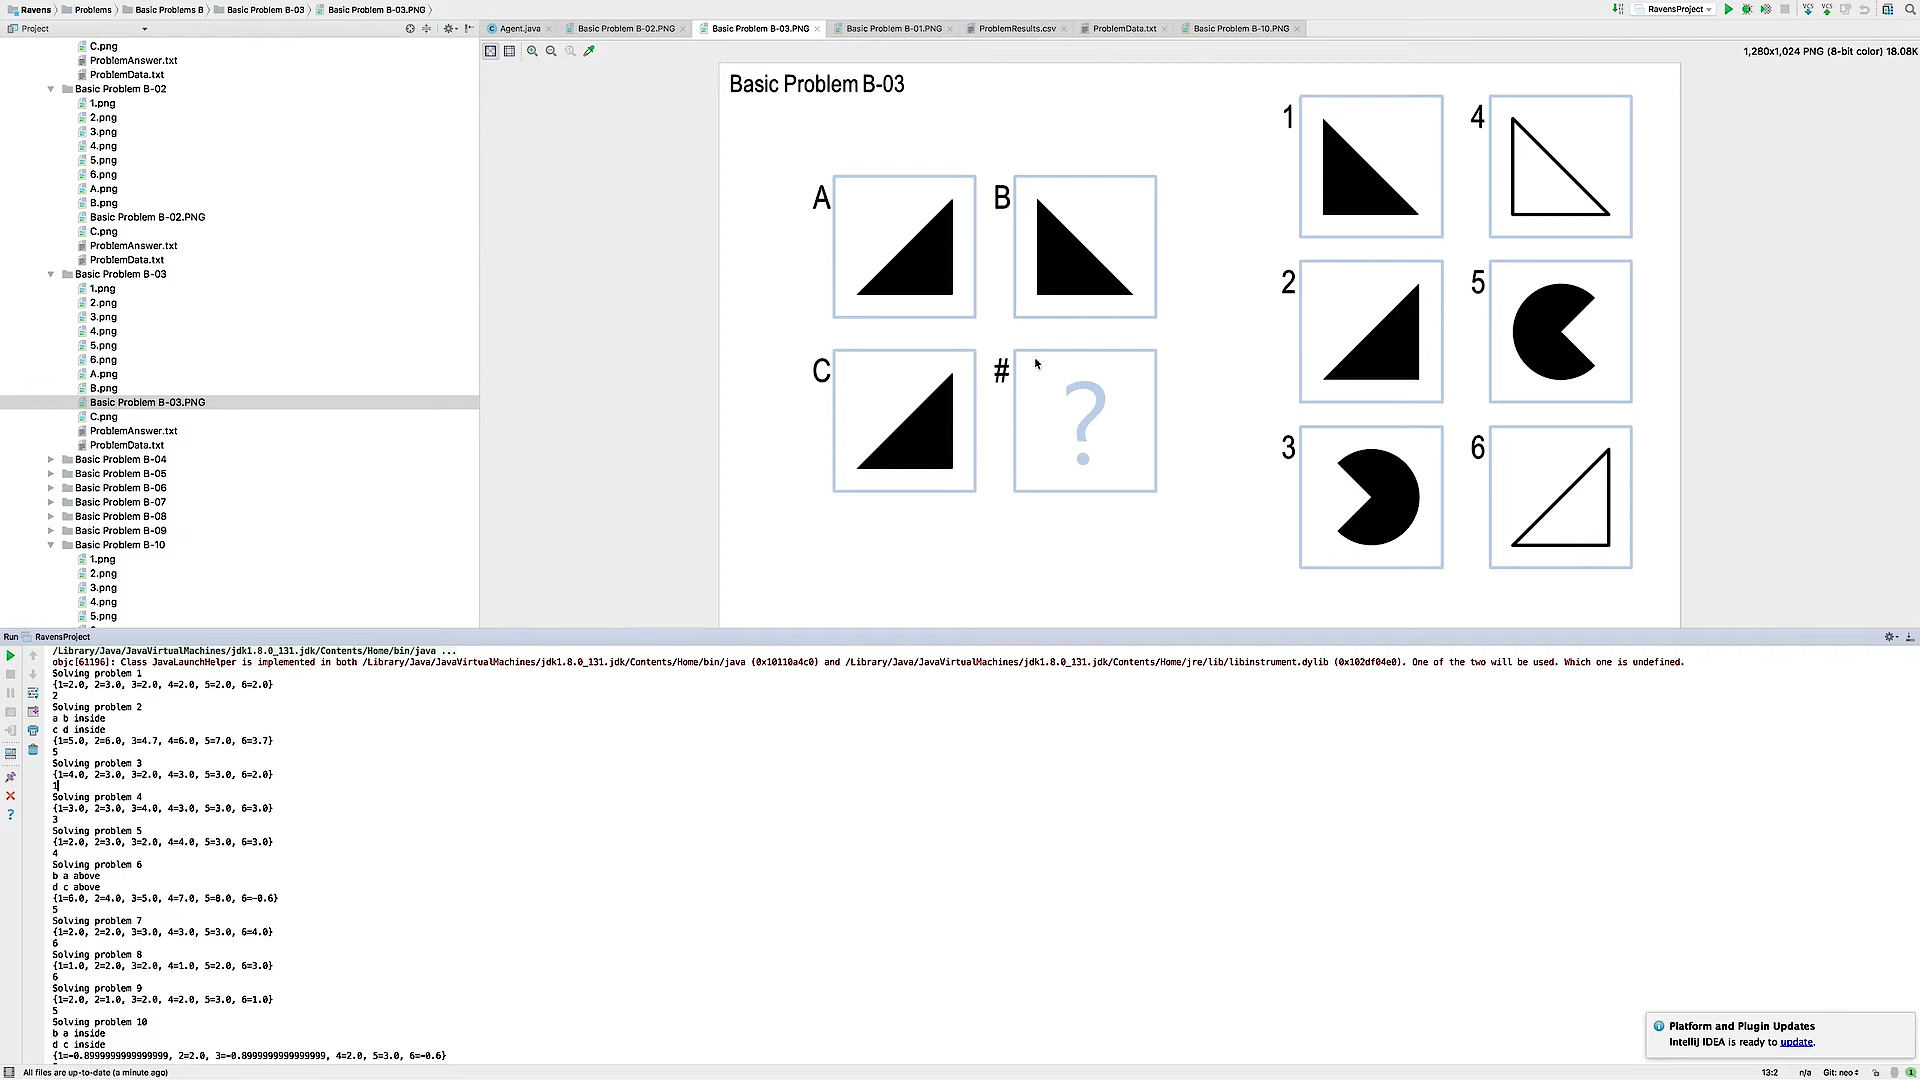 Ravens Problems Basic Problems B Basic Problem B-03 Basic Problem B-03.PNG
RavensProject
Project
Agent.java Basic Problem B-02.PNG Basic Problem B-03.PNG Basic Problem B-01.PNG ProblemResults.csv ProblemData.txt Basic Problem B-10.PNG
1,280x1,024 PNG (8-bit color) 18.08K
C.png
ProblemAnswer.txt
ProblemData.txt
Basic Problem B-02
1.png
2.png
3.png
4.png
5.png
6.png
A.png
B.png
Basic Problem B-02.PNG
C.png
ProblemAnswer.txt
ProblemData.txt
Basic Problem B-03
1.png
2.png
3.png
4.png
5.png
6.png
A.png
B.png
Basic Problem B-03.PNG
C.png
ProblemAnswer.txt
ProblemData.txt
Basic Problem B-04
Basic Problem B-05
Basic Problem B-06
Basic Problem B-07
Basic Problem B-08
Basic Problem B-09
Basic Problem B-10
1.png
2.png
3.png
4.png
5.png
Basic Problem B-03
A B
C # ?
1 4
2 5
3 6
Run RavensProject
/Library/Java/JavaVirtualMachines/jdk1.8.0_131.jdk/Contents/Home/bin/java ...
objc[61196]: Class JavaLaunchHelper is implemented in both /Library/Java/JavaVirtualMachines/jdk1.8.0_131.jdk/Contents/Home/bin/java (0x10110a4c0) and /Library/Java/JavaVirtualMachines/jdk1.8.0_131.jdk/Contents/Home/jre/lib/libinstrument.dylib (0x102df04e0). One of the two will be used. Which one is undefined.
Solving problem 1
{1=2.0, 2=3.0, 3=2.0, 4=2.0, 5=2.0, 6=2.0}
2
Solving problem 2
a b inside
c d inside
{1=5.0, 2=6.0, 3=4.7, 4=6.0, 5=7.0, 6=3.7}
5
Solving problem 3
{1=4.0, 2=3.0, 3=2.0, 4=3.0, 5=3.0, 6=2.0}
1
Solving problem 4
{1=3.0, 2=3.0, 3=4.0, 4=3.0, 5=3.0, 6=3.0}
3
Solving problem 5
{1=2.0, 2=3.0, 3=2.0, 4=4.0, 5=3.0, 6=3.0}
4
Solving problem 6
b a above
d c above
{1=6.0, 2=4.0, 3=5.0, 4=7.0, 5=8.0, 6=-0.6}
5
Solving problem 7
{1=2.0, 2=2.0, 3=3.0, 4=3.0, 5=3.0, 6=4.0}
6
Solving problem 8
{1=1.0, 2=2.0, 3=2.0, 4=1.0, 5=2.0, 6=3.0}
6
Solving problem 9
{1=2.0, 2=1.0, 3=2.0, 4=2.0, 5=3.0, 6=1.0}
5
Solving problem 10
b a inside
d c inside
{1=-0.8999999999999999, 2=2.0, 3=-0.8999999999999999, 4=2.0, 5=3.0, 6=-0.6}
Platform and Plugin Updates
IntelliJ IDEA is ready to update.
All files are up-to-date (a minute ago)
13:2 n/a Git: neo